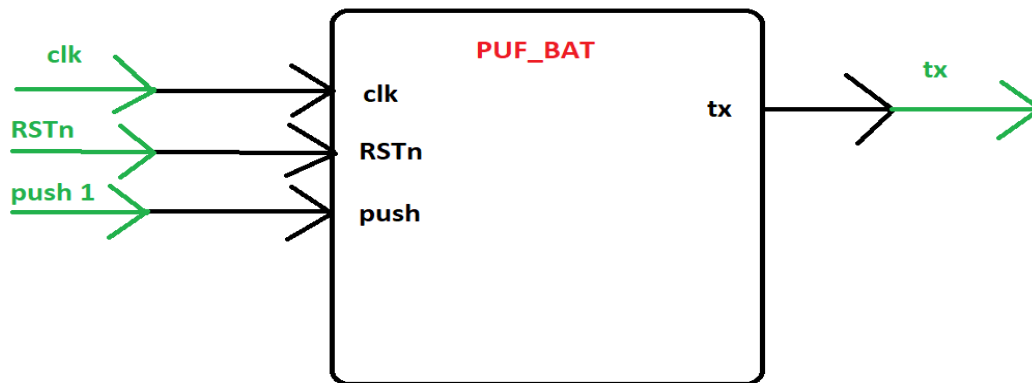 clk
RSTn
push 1
PUF_BAT
clk
RSTn
push
tx
tx